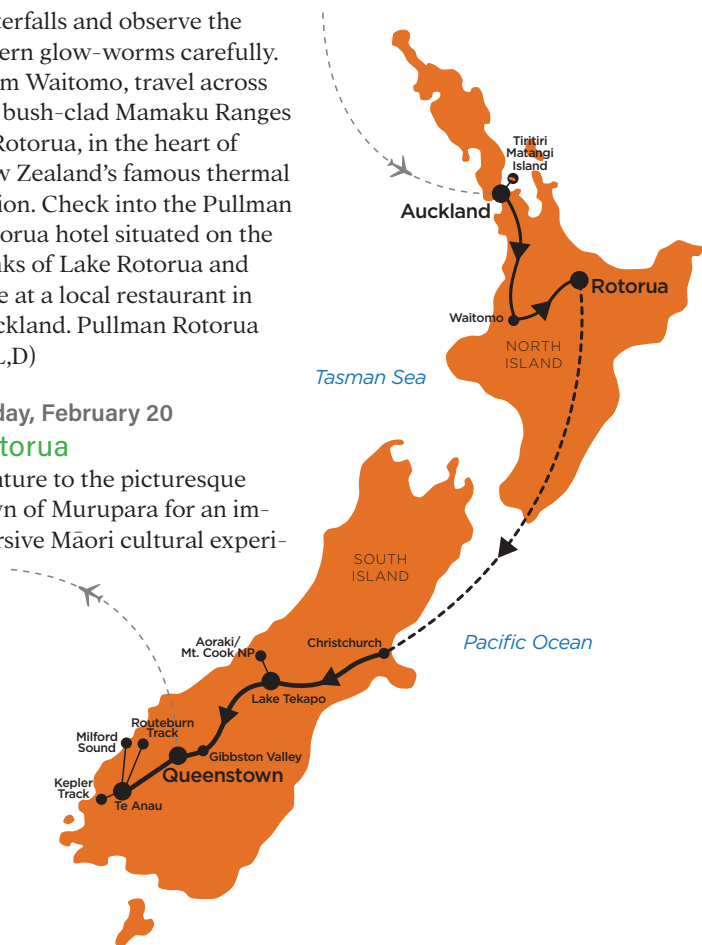 terfalls and observe the
ern glow-worms carefully.
m Waitomo, travel across
bush-clad Mamaku Ranges
Rotorua, in the heart of
w Zealand's famous thermal
ion. Check into the Pullman
orua hotel situated on the
ks of Lake Rotorua and
e at a local restaurant in
ckland. Pullman Rotorua
L,D)
day, February 20
torua
nture to the picturesque
vn of Murupara for an im-
rsive Māori cultural experi-
Tiritiri
Matangi
Island
Auckland
Rotorua
Waitomo
NORTH
ISLAND
Tasman Sea
SOUTH
ISLAND
Pacific Ocean
Aoraki/
Mt. Cook NP
Christchurch
Lake Tekapo
Routeburn
Track
Milford
Sound
Gibbston Valley
Queenstown
Kepler
Track
Te Anau